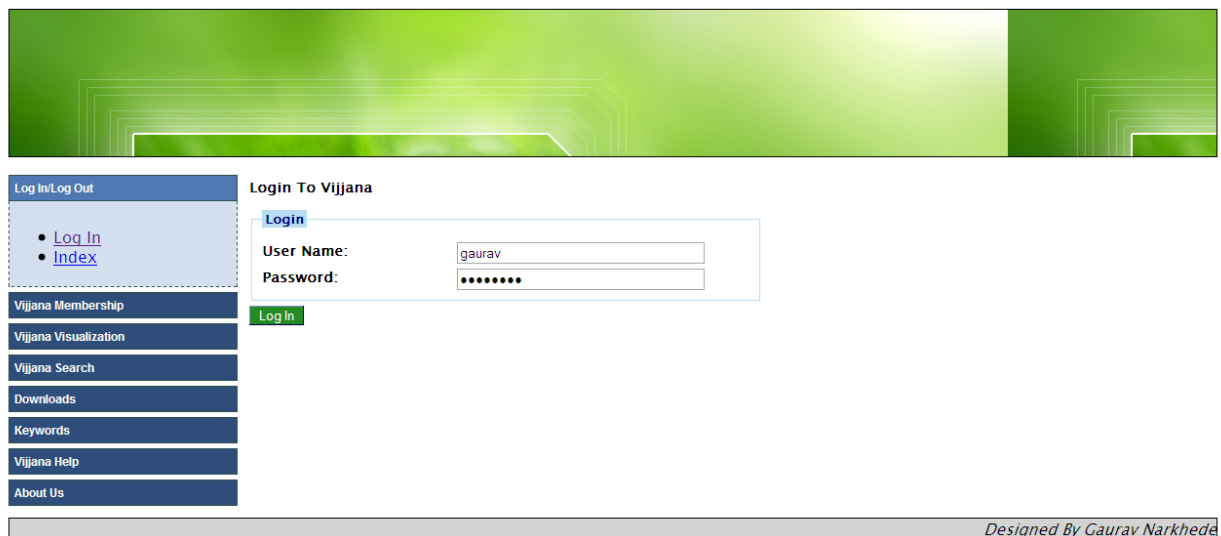 Log In/Log Out
Log In
Index
Vijjana Membership
Vijjana Visualization
Vijjana Search
Downloads
Keywords
Vijjana Help
About Us
Login To Vijjana
Login
User Name: gaurav
Password: ••••••••
Log In
Designed By Gaurav Narkhede